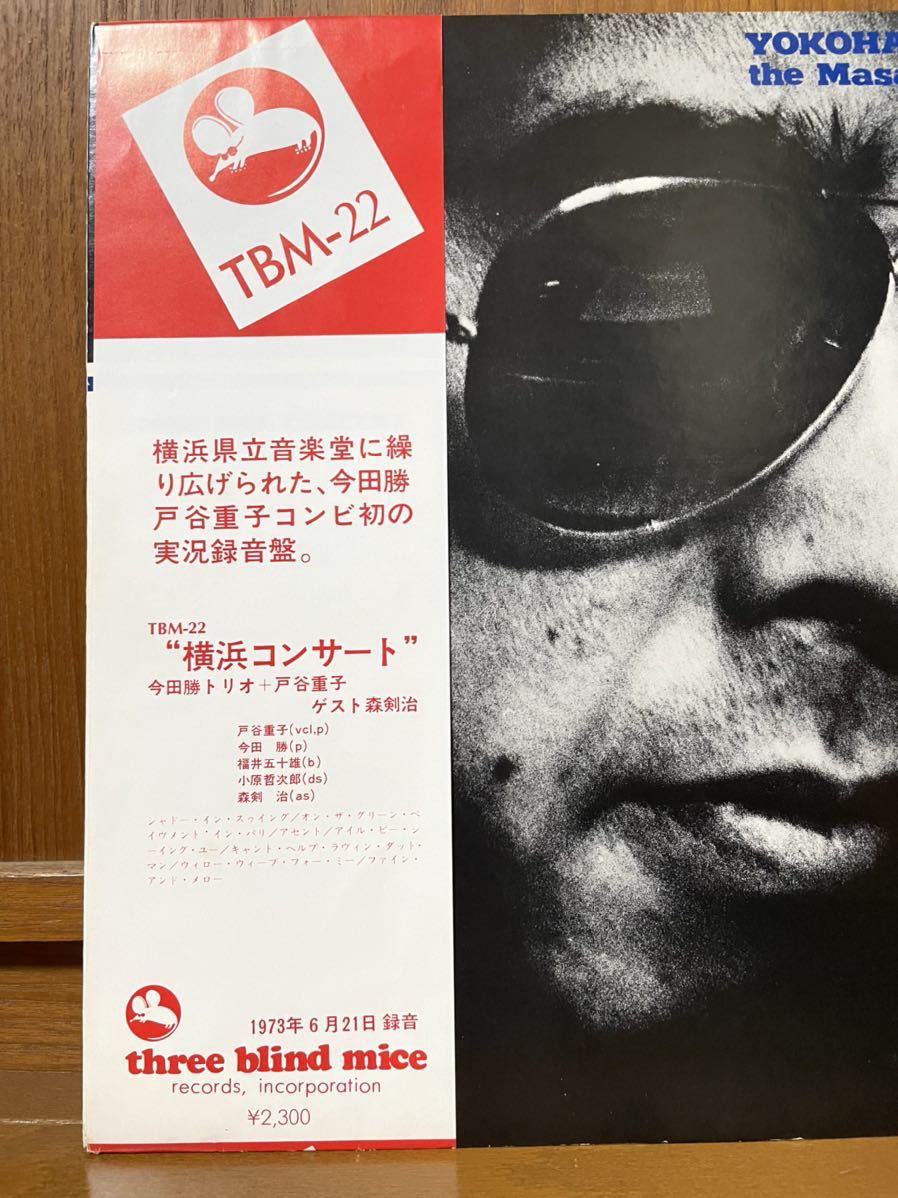 TBM-22
YOKOHA
the Mas
横浜県立音楽堂に繰
り広げられた、今田勝
戸谷重子コンビ初の
実況録音盤。
TBM-22
“横浜コンサート”
今田勝トリオ+戸谷重子
ゲスト森剣治
戸谷重子(vcl,p)
今田 勝(p)
福井五十雄(b)
小原哲次郎(ds)
森剣 治(as)
シャドー・イン・スゥイング/オン・ザ・グリーン・ペ
イヴメント・イン・パリ/アセント/アイル・ビー・シ
ーイング・ユー/キャント・ヘルプ・ラヴィン・ダット・
マン/ウィロー・ウィープ・フォー・ミー/ファイン・
アンド・メロー
1973年6月21日 録音
three blind mice
records, incorporation
¥2,300